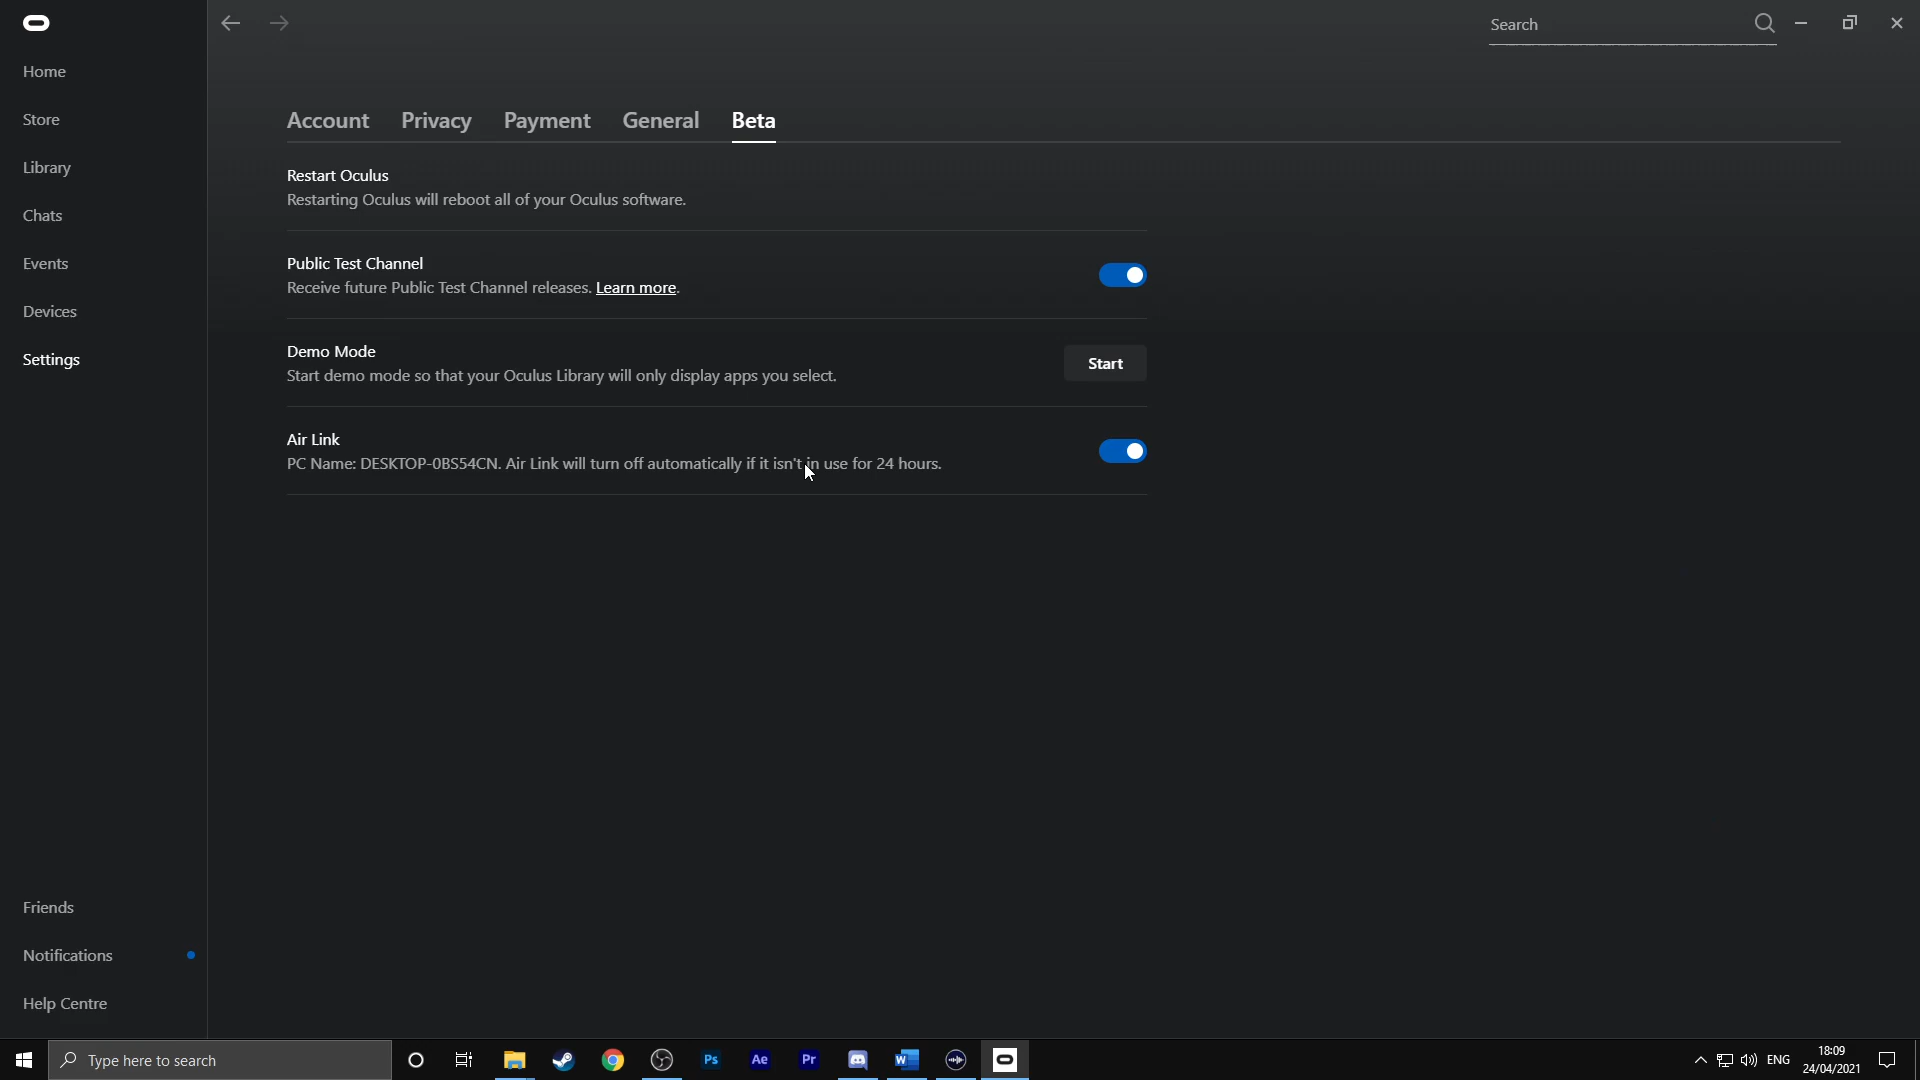 Search
Home
Store
Library
Chats
Events
Devices
Settings
Account Privacy Payment General Beta
Restart Oculus
Restarting Oculus will reboot all of your Oculus software.
Public Test Channel
Receive future Public Test Channel releases. Learn more.
Demo Mode
Start demo mode so that your Oculus Library will only display apps you select.
Start
Air Link
PC Name: DESKTOP-0BS54CN. Air Link will turn off automatically if it isn't in use for 24 hours.
Friends
Notifications
Help Centre
Type here to search
Ps
Ae
Pr
W
ENG
18:09
24/04/2021